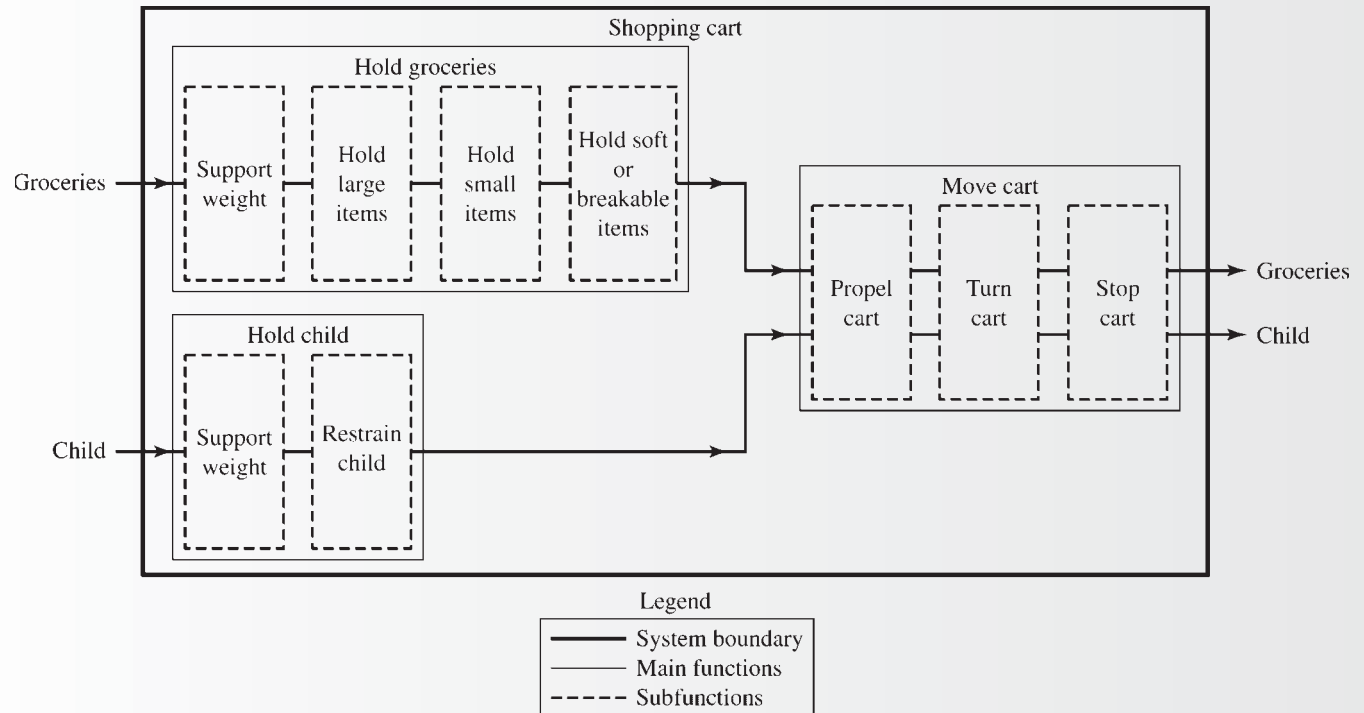 Shopping cart
Hold groceries
Groceries
Support
weight
Hold
large
items
Hold
small
items
Hold soft
or
breakable
items
Move cart
Propel
cart
Turn
cart
Stop
cart
Groceries
Child
Hold child
Child
Support
weight
Restrain
child
Legend
System boundary
Main functions
Subfunctions